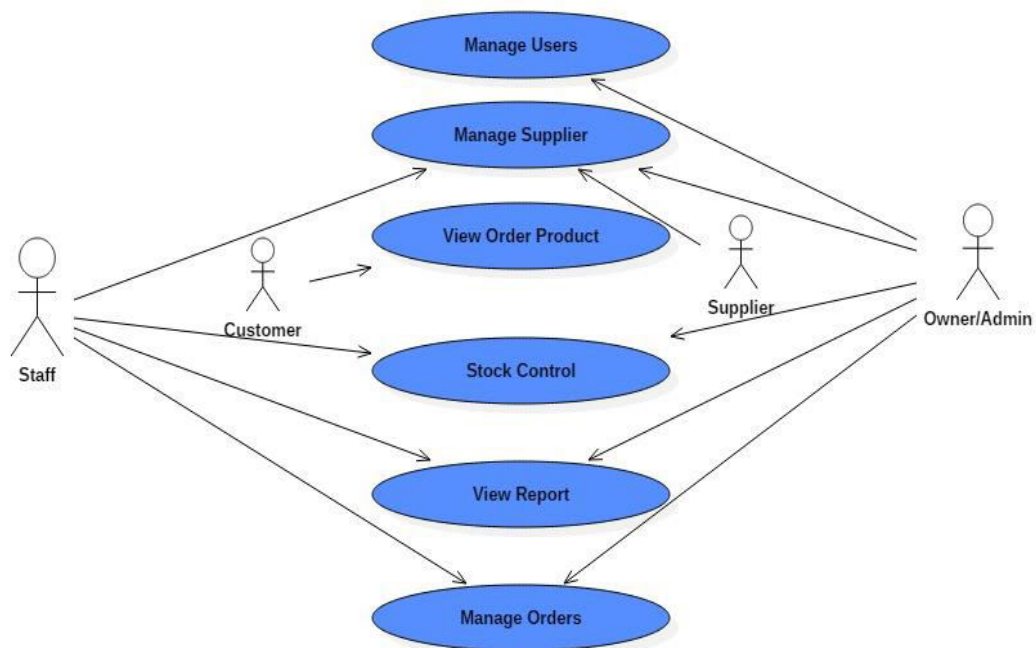 Manage Users
Manage Supplier
View Order Product
Customer
Supplier
Owner/Admin
Staff
Stock Control
View Report
Manage Orders